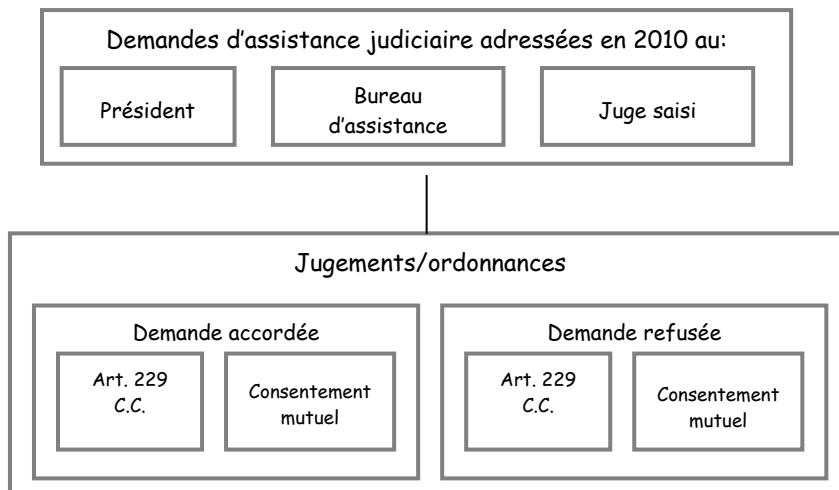 Demandes d'assistance judiciaire adressées en 2010 au:
Président
Bureau
d'assistance
Juge saisi
Jugements/ordonnances
Demande accordée
Art. 229
C.C.
Consentement
mutuel
Demande refusée
Art. 229
C.C.
Consentement
mutuel